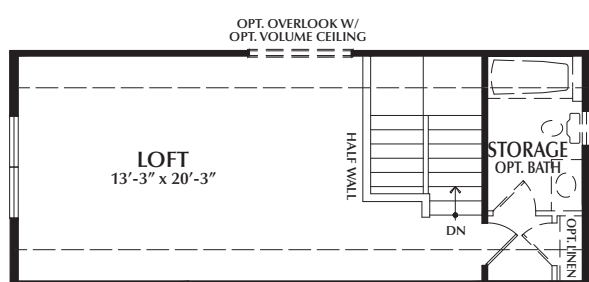 OPT. OVERLOOK W/
OPT. VOLUME CEILING
LOFT
13'-3" x 20'-3"
HALF WALL
DN
STORAGE
OPT. BATH
OPT. LINEN